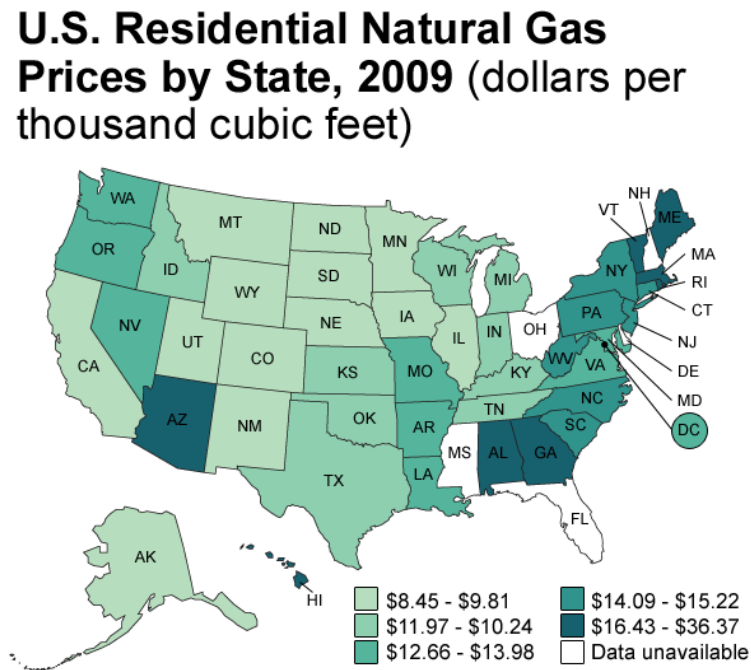 U.S. Residential Natural Gas
Prices by State, 2009 (dollars per
thousand cubic feet)
NH
VT
ME
WA
MT
ND
MN
OR
ID
SD
WI
MI
NY
MA
RI
CT
WY
NV
NE
IA
PA
UT
CO
IL
IN
OH
NJ
CA
KS
MO
KY
WV
VA
DE
MD
DC
AZ
NM
OK
AR
TN
NC
SC
TX
LA
MS
AL
GA
FL
AK
HI
$8.45 - $9.81
$11.97 - $10.24
$12.66 - $13.98
$14.09 - $15.22
$16.43 - $36.37
Data unavailable